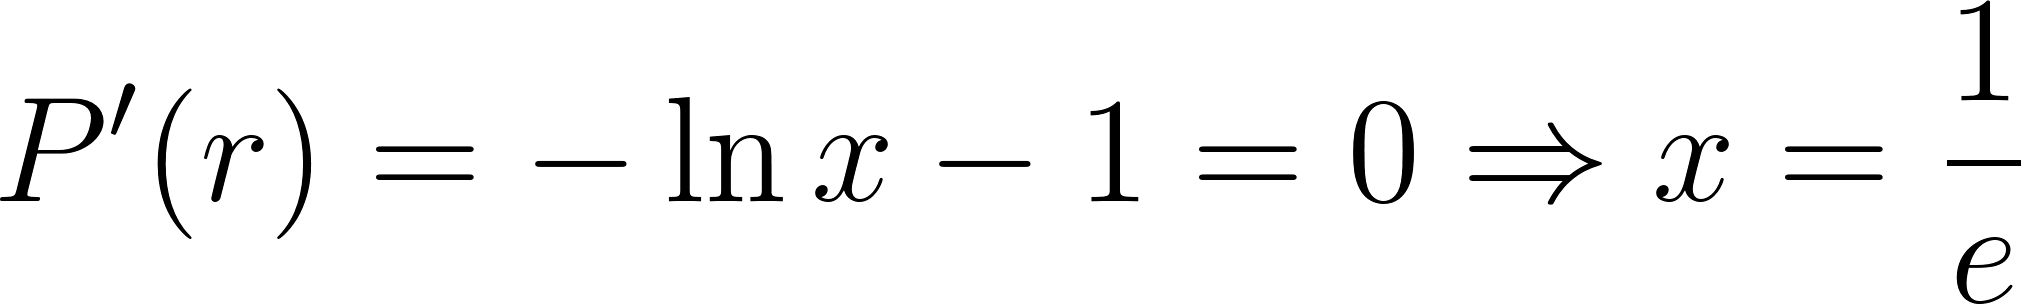 P′(r) = − ln x − 1 = 0 ⇒ x = 1/e